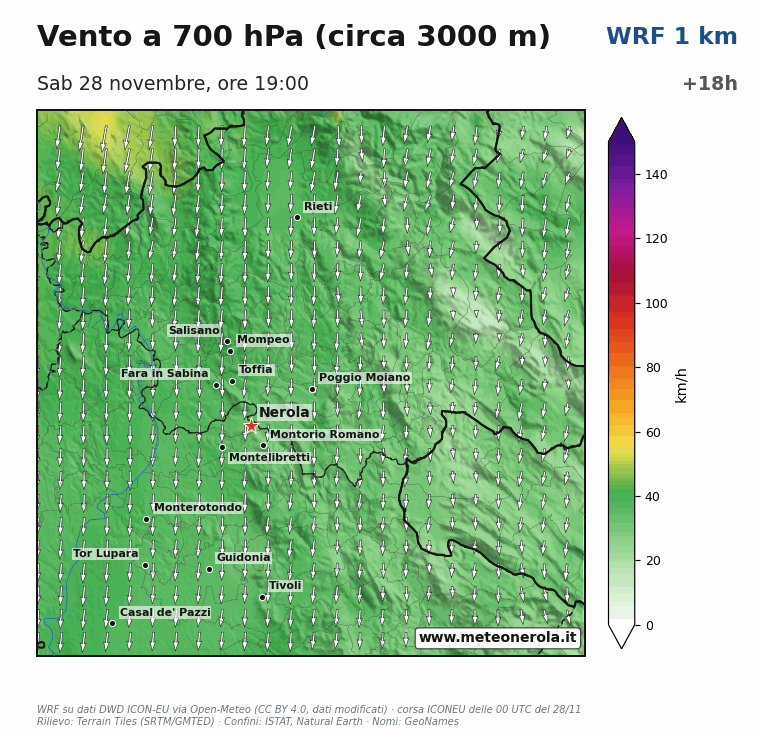 Vento a 700 hPa (circa 3000 m)
WRF 1 km
Sab 28 novembre, ore 19:00
+18h
Rieti
Salisano
Mompeo
Toffia
Fara in Sabina
Poggio Moiano
Nerola
Montorio Romano
Montelibretti
Monterotondo
Tor Lupara
Guidonia
Tivoli
Casal de' Pazzi
www.meteonerola.it
140
120
100
80
60
40
20
0
km/h
WRF su dati DWD ICON-EU via Open-Meteo (CC BY 4.0, dati modificati) · corsa ICONEU delle 00 UTC del 28/11
Rilievo: Terrain Tiles (SRTM/GMTED) · Confini: ISTAT, Natural Earth · Nomi: GeoNames